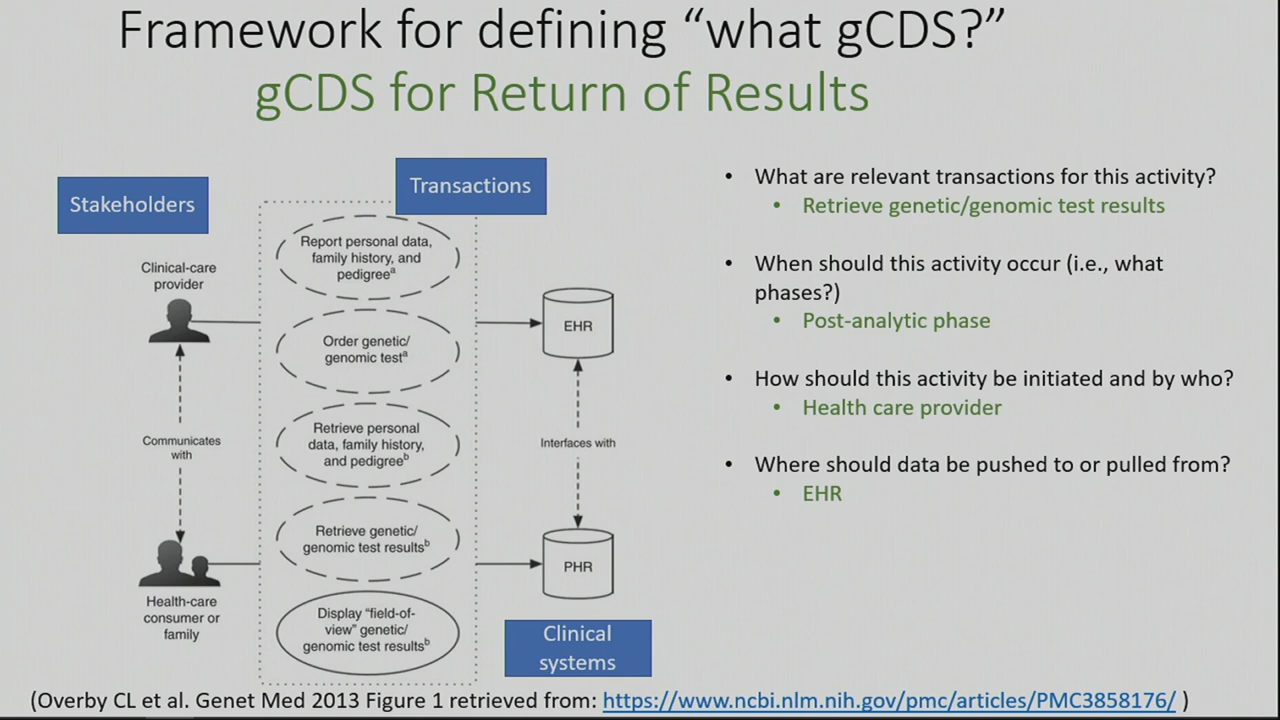 Framework for defining “what gCDS?”
gCDS for Return of Results
Stakeholders
Transactions
Clinical-care
provider
Communicates
with
Health-care
consumer or
family
Report personal data,
family history, and
pedigreeᵃ
Order genetic/
genomic testᵃ
Retrieve personal
data, family history,
and pedigreeᵇ
Retrieve genetic/
genomic test resultsᵇ
Display “field-of-
view” genetic/
genomic test resultsᵇ
EHR
Interfaces with
PHR
Clinical
systems
• What are relevant transactions for this activity?
• Retrieve genetic/genomic test results
• When should this activity occur (i.e., what
phases?)
• Post-analytic phase
• How should this activity be initiated and by who?
• Health care provider
• Where should data be pushed to or pulled from?
• EHR
(Overby CL et al. Genet Med 2013 Figure 1 retrieved from: https://www.ncbi.nlm.nih.gov/pmc/articles/PMC3858176/ )